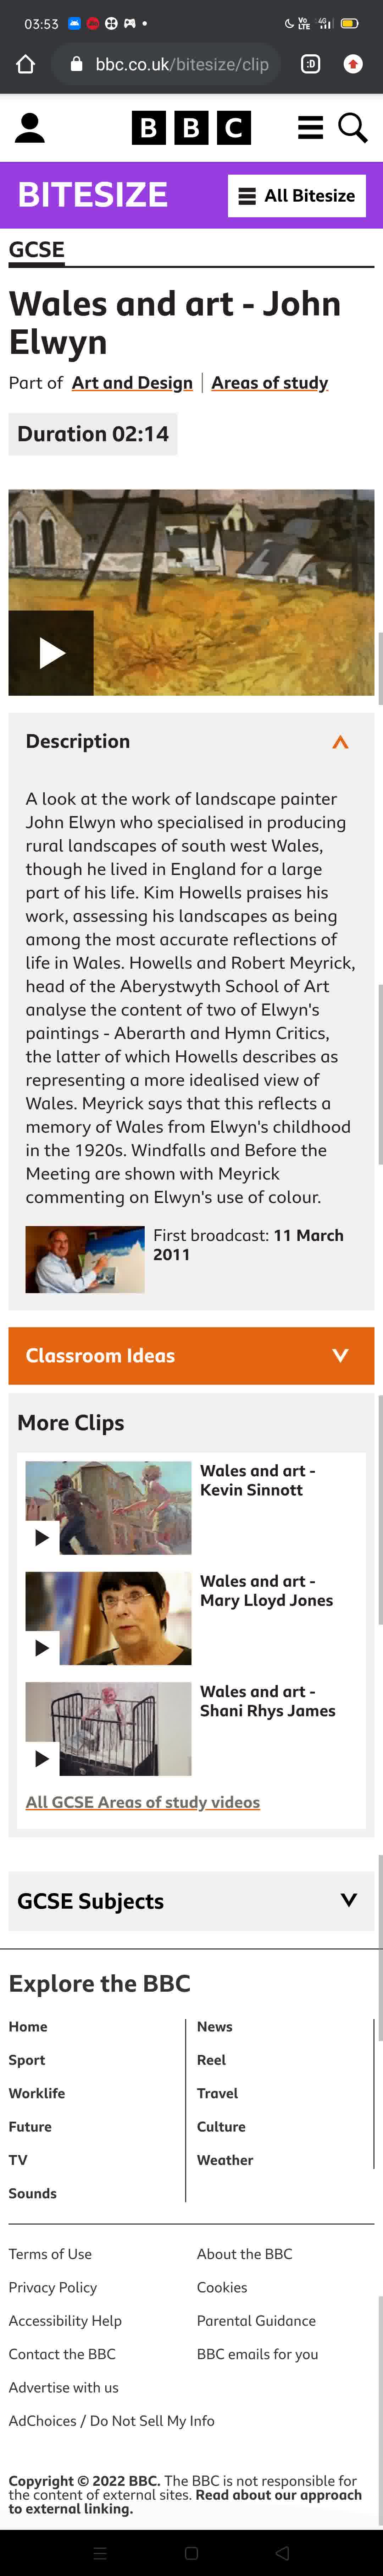 03:53
Vo LTE 4G
bbc.co.uk/bitesize/clip
:D
BBC
BITESIZE
All Bitesize
GCSE
Wales and art - John
Elwyn
Part of Art and Design | Areas of study
Duration 02:14
Description
A look at the work of landscape painter
John Elwyn who specialised in producing
rural landscapes of south west Wales,
though he lived in England for a large
part of his life. Kim Howells praises his
work, assessing his landscapes as being
among the most accurate reflections of
life in Wales. Howells and Robert Meyrick,
head of the Aberystwyth School of Art
analyse the content of two of Elwyn's
paintings - Aberarth and Hymn Critics,
the latter of which Howells describes as
representing a more idealised view of
Wales. Meyrick says that this reflects a
memory of Wales from Elwyn's childhood
in the 1920s. Windfalls and Before the
Meeting are shown with Meyrick
commenting on Elwyn's use of colour.
First broadcast: 11 March
2011
Classroom Ideas
More Clips
Wales and art -
Kevin Sinnott
Wales and art -
Mary Lloyd Jones
Wales and art -
Shani Rhys James
All GCSE Areas of study videos
GCSE Subjects
Explore the BBC
Home
News
Sport
Reel
Worklife
Travel
Future
Culture
TV
Weather
Sounds
Terms of Use
About the BBC
Privacy Policy
Cookies
Accessibility Help
Parental Guidance
Contact the BBC
BBC emails for you
Advertise with us
AdChoices / Do Not Sell My Info
Copyright © 2022 BBC. The BBC is not responsible for
the content of external sites. Read about our approach
to external linking.